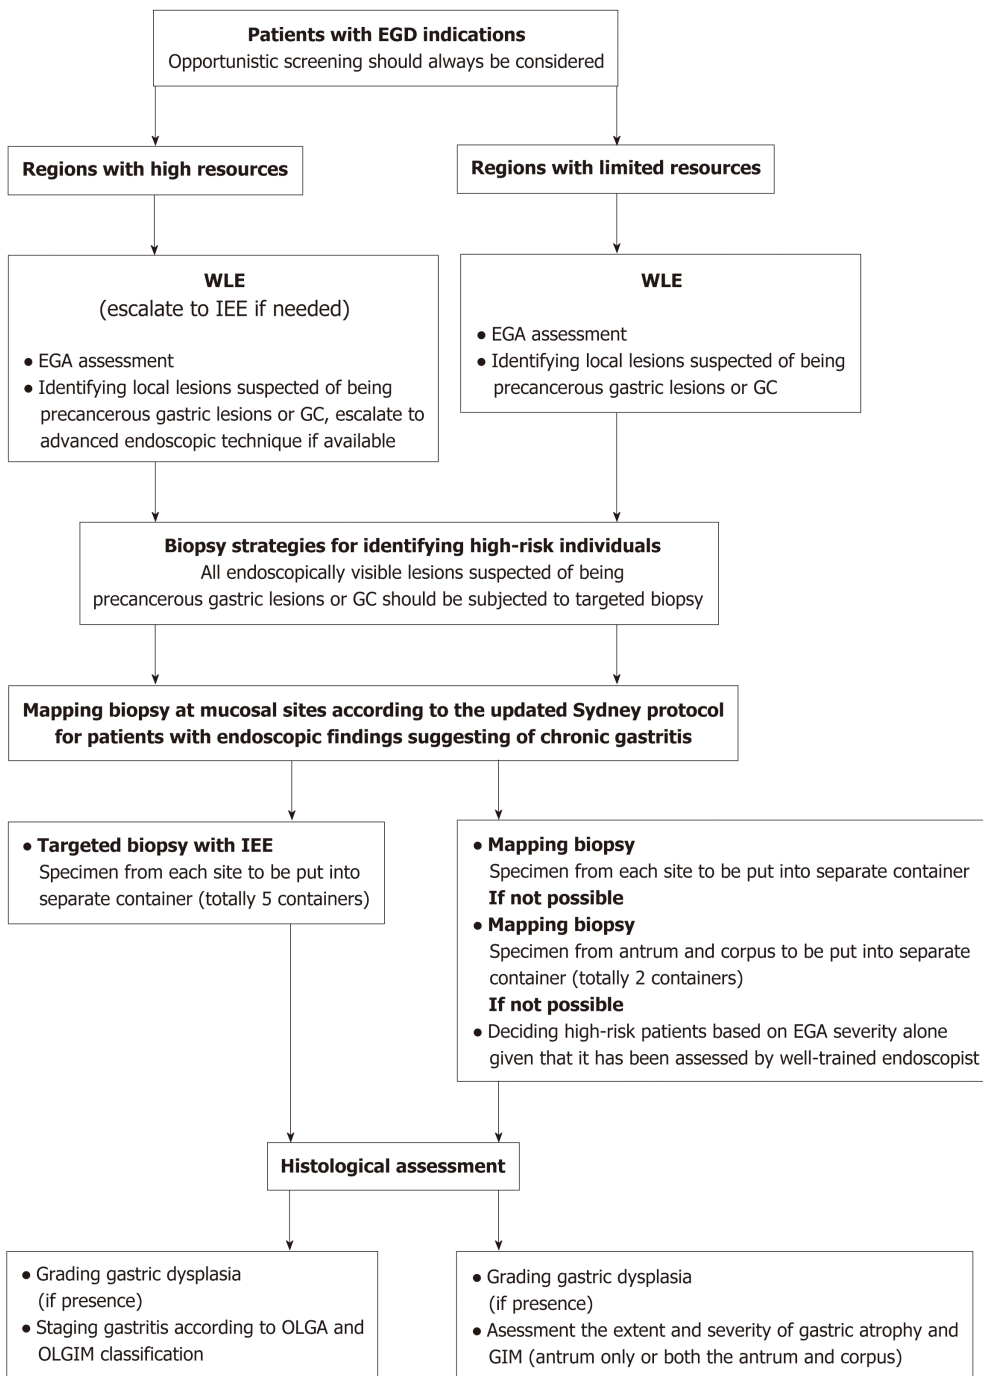 Patients with EGD indications
Opportunistic screening should always be considered
Regions with high resources
Regions with limited resources
WLE
(escalate to IEE if needed)
● EGA assessment
● Identifying local lesions suspected of being
precancerous gastric lesions or GC, escalate to
advanced endoscopic technique if available
WLE
● EGA assessment
● Identifying local lesions suspected of being
precancerous gastric lesions or GC
Biopsy strategies for identifying high-risk individuals
All endoscopically visible lesions suspected of being
precancerous gastric lesions or GC should be subjected to targeted biopsy
Mapping biopsy at mucosal sites according to the updated Sydney protocol
for patients with endoscopic findings suggesting of chronic gastritis
● Targeted biopsy with IEE
Specimen from each site to be put into
separate container (totally 5 containers)
● Mapping biopsy
Specimen from each site to be put into separate container
If not possible
● Mapping biopsy
Specimen from antrum and corpus to be put into separate
container (totally 2 containers)
If not possible
● Deciding high-risk patients based on EGA severity alone
given that it has been assessed by well-trained endoscopist
Histological assessment
● Grading gastric dysplasia
(if presence)
● Staging gastritis according to OLGA and
OLGIM classification
● Grading gastric dysplasia
(if presence)
● Asessment the extent and severity of gastric atrophy and
GIM (antrum only or both the antrum and corpus)